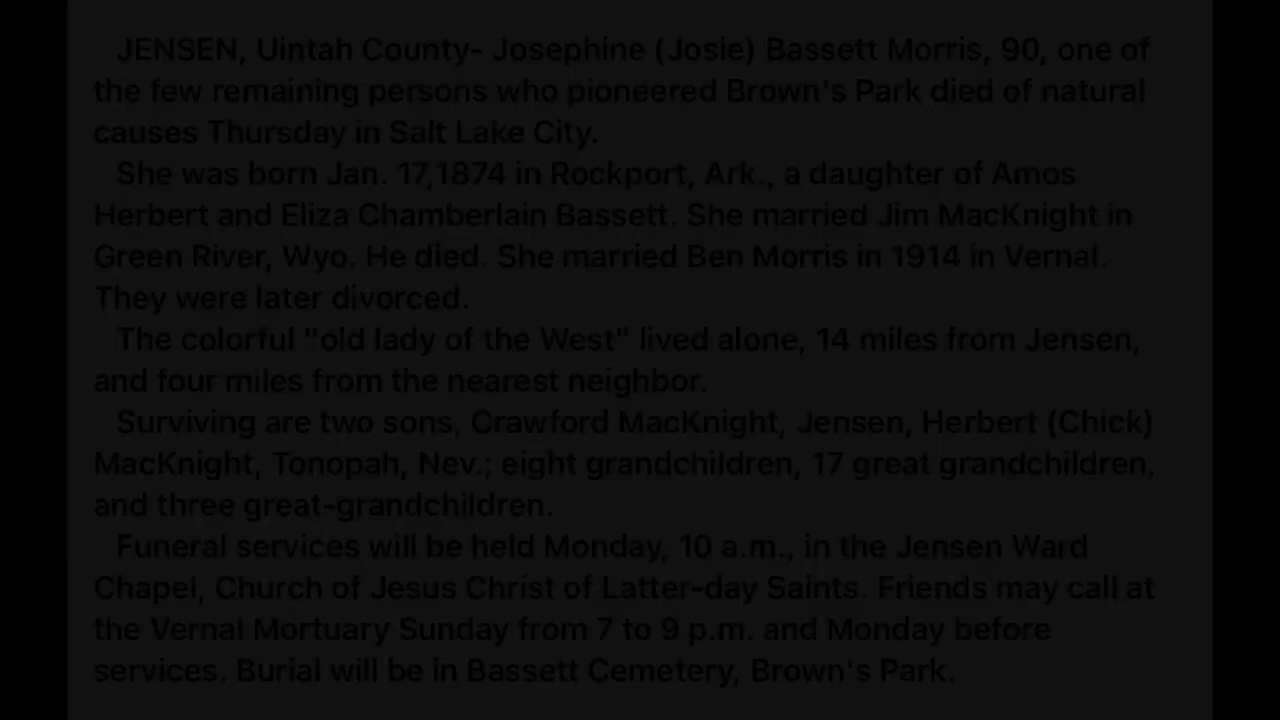 JENSEN, Uintah County- Josephine (Josie) Bassett Morris, 90, one of
the few remaining persons who pioneered Brown's Park died of natural
causes Thursday in Salt Lake City.
She was born Jan. 17,1874 in Rockport, Ark., a daughter of Amos
Herbert and Eliza Chamberlain Bassett. She married Jim MacKnight in
Green River, Wyo. He died. She married Ben Morris in 1914 in Vernal.
They were later divorced.
The colorful "old lady of the West" lived alone, 14 miles from Jensen,
and four miles from the nearest neighbor.
Surviving are two sons, Crawford MacKnight, Jensen, Herbert (Chick)
MacKnight, Tonopah, Nev.; eight grandchildren, 17 great grandchildren,
and three great-grandchildren.
Funeral services will be held Monday, 10 a.m., in the Jensen Ward
Chapel, Church of Jesus Christ of Latter-day Saints. Friends may call at
the Vernal Mortuary Sunday from 7 to 9 p.m. and Monday before
services. Burial will be in Bassett Cemetery, Brown's Park.